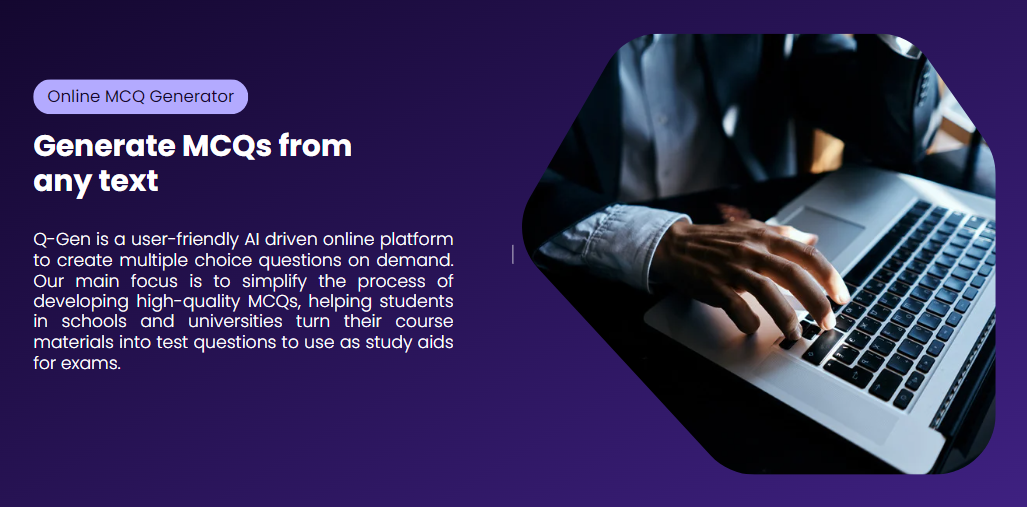 Online MCQ Generator
Generate MCQs from
any text
Q-Gen is a user-friendly AI driven online platform
to create multiple choice questions on demand.
Our main focus is to simplify the process of
developing high-quality MCQs, helping students
in schools and universities turn their course
materials into test questions to use as study aids
for exams.